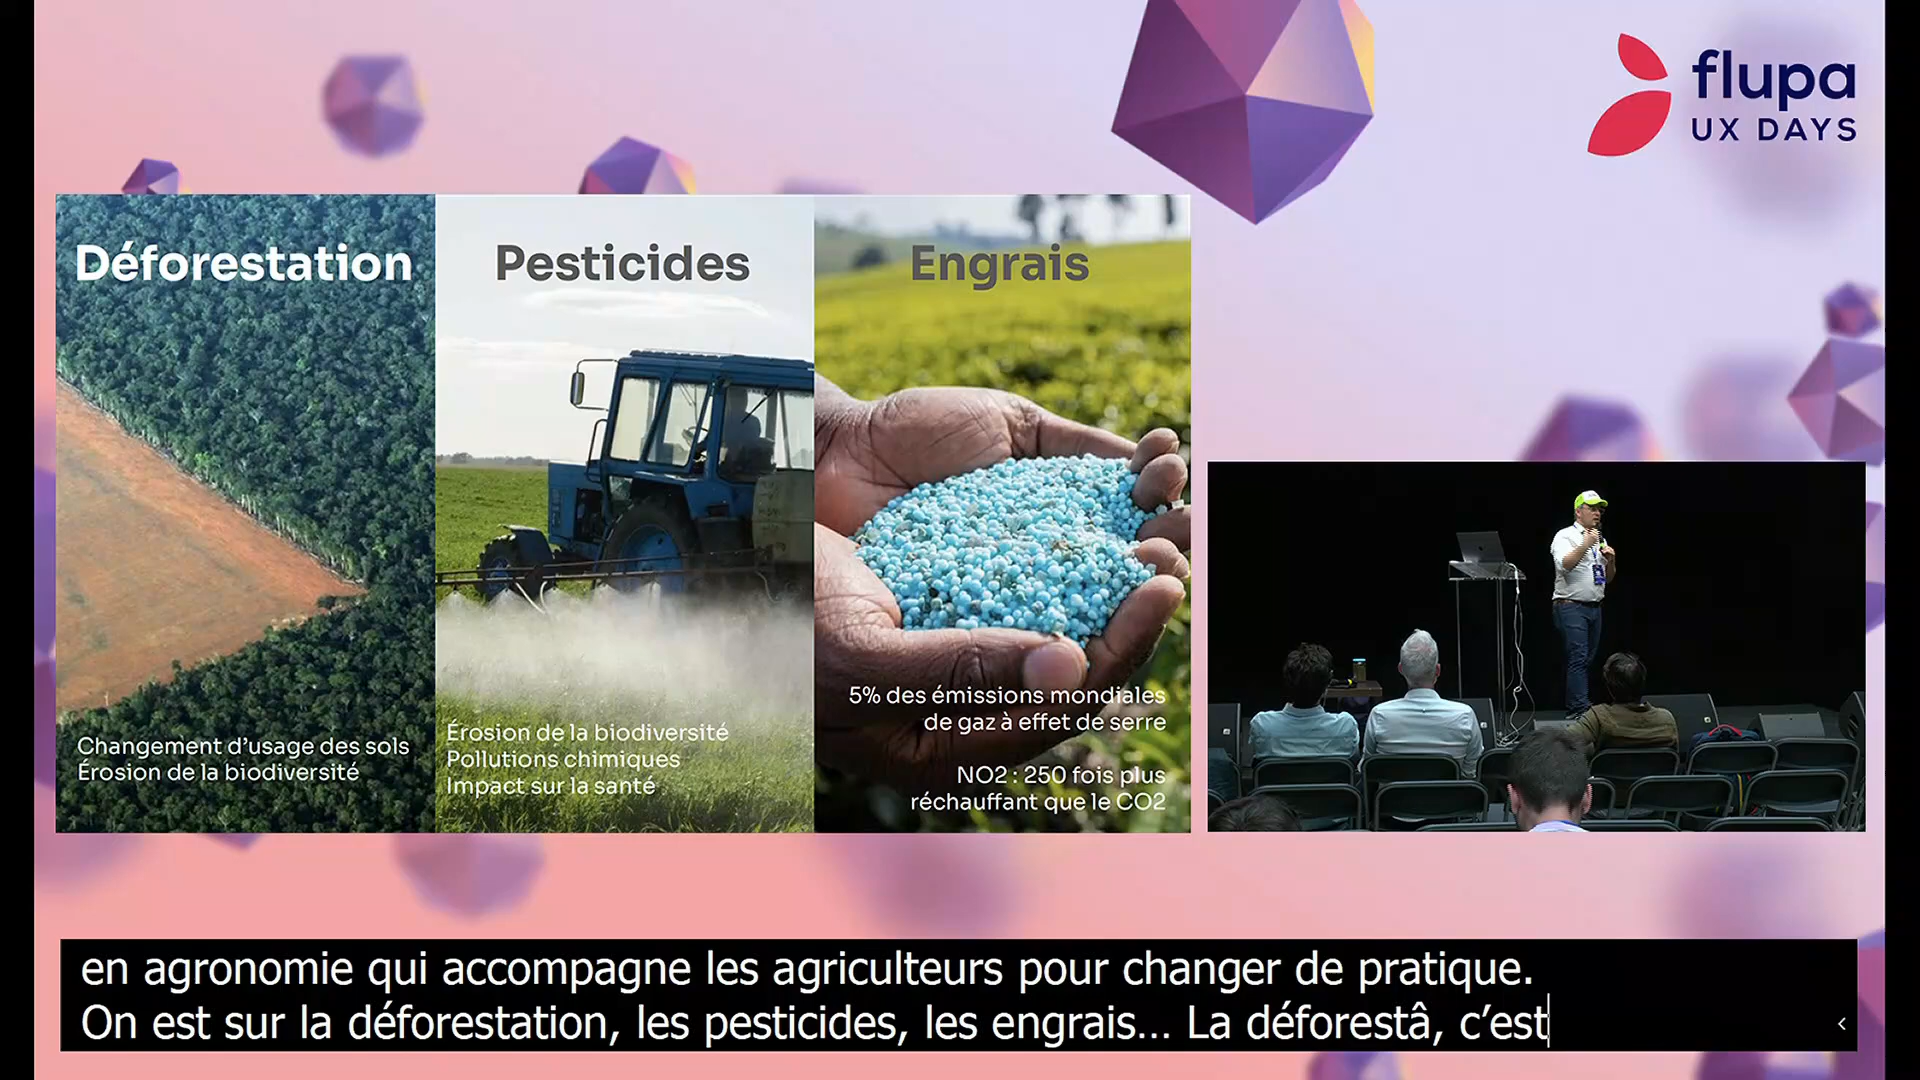 flupa
UX DAYS
Déforestation
Pesticides
Engrais
Changement d’usage des sols
Érosion de la biodiversité
Érosion de la biodiversité
Pollutions chimiques
Impact sur la santé
5% des émissions mondiales
de gaz à effet de serre
NO2 : 250 fois plus
réchauffant que le CO2
en agronomie qui accompagne les agriculteurs pour changer de pratique.
On est sur la déforestation, les pesticides, les engrais... La déforestâ, c’est